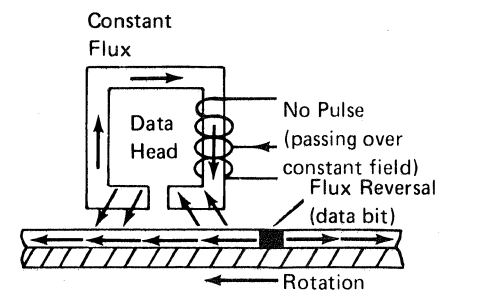 Constant
Flux
Data
Head
No Pulse
(passing over
constant field)
Flux Reversal
(data bit)
Rotation